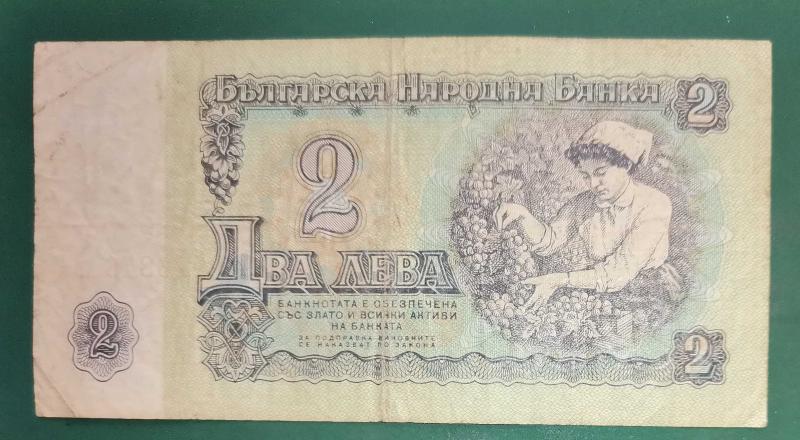 Българска Народна Банка
2
2
Два лева
БАНКНОТАТА Е ОБЕЗПЕЧЕНА
СЪС ЗЛАТО И ВСИЧКИ АКТИВИ
НА БАНКАТА
ЗА ПОДПРАВКА ВИНОВНИТЕ
СЕ НАКАЗВАТ ПО ЗАКОНА
2
2